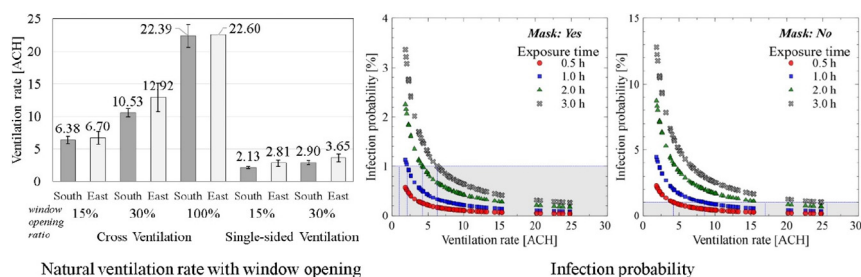 Ventilation rate [ACH]
25
20
15
10
5
0
6.38
6.70
10.53
12.92
22.39
22.60
2.13
2.81
2.90
3.65
South East South East South East South East South East
window opening ratio
15% 30% 100% 15% 30%
Cross Ventilation Single-sided Ventilation
Natural ventilation rate with window opening
Infection probability [%]
4
3
2
1
0
Mask: Yes
Exposure time
0.5 h
1.0 h
2.0 h
3.0 h
0 5 10 15 20 25 30
Ventilation rate [ACH]
Infection probability [%]
15
10
5
0
Mask: No
Exposure time
0.5 h
1.0 h
2.0 h
3.0 h
0 5 10 15 20 25 30
Ventilation rate [ACH]
Infection probability